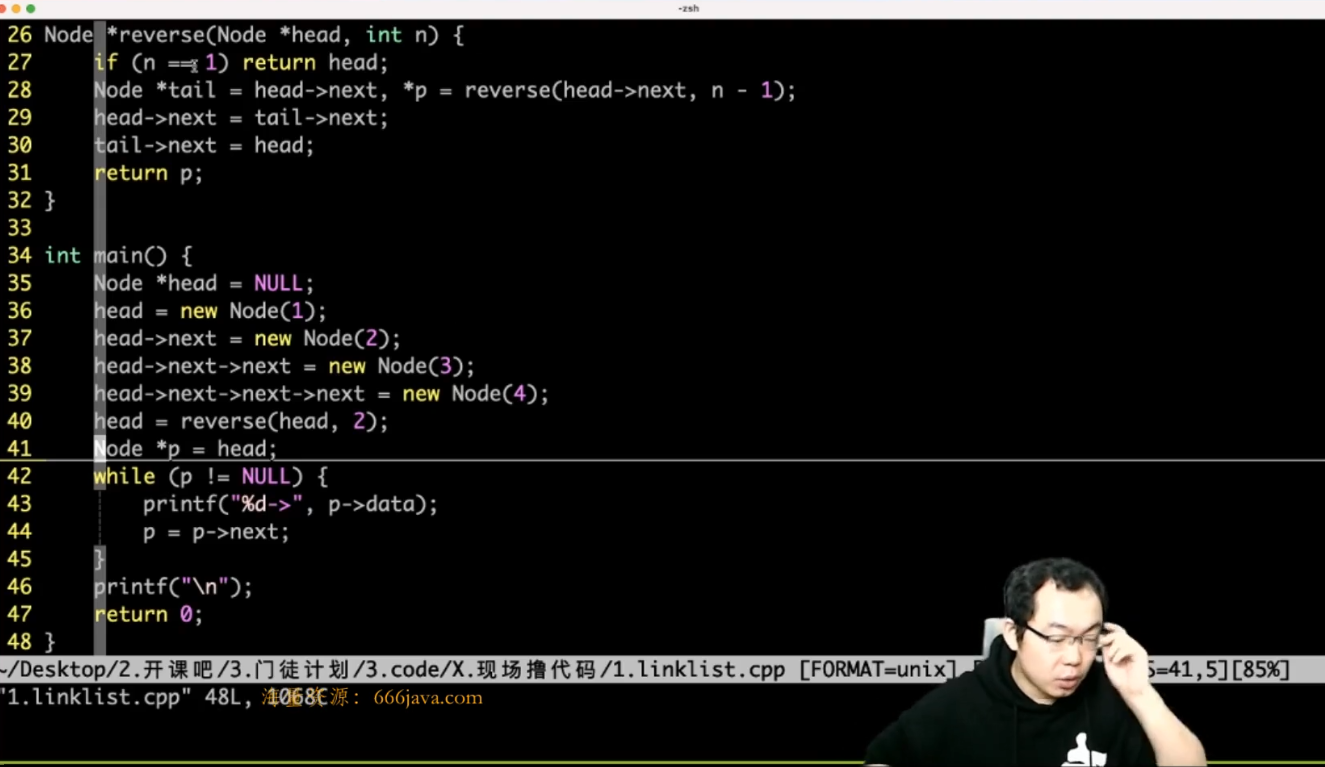 -zsh
26 Node *reverse(Node *head, int n) {
27     if (n == 1) return head;
28     Node *tail = head->next, *p = reverse(head->next, n - 1);
29     head->next = tail->next;
30     tail->next = head;
31     return p;
32 }
33
34 int main() {
35     Node *head = NULL;
36     head = new Node(1);
37     head->next = new Node(2);
38     head->next->next = new Node(3);
39     head->next->next->next = new Node(4);
40     head = reverse(head, 2);
41     Node *p = head;
42     while (p != NULL) {
43         printf("%d->", p->data);
44         p = p->next;
45     }
46     printf("\n");
47     return 0;
48 }
~/Desktop/2.开课吧/3.门徒计划/3.code/X.现场撸代码/1.linklist.cpp [FORMAT=unix] S=41,5][85%]
"1.linklist.cpp" 48L, 1068C 源：666java.com